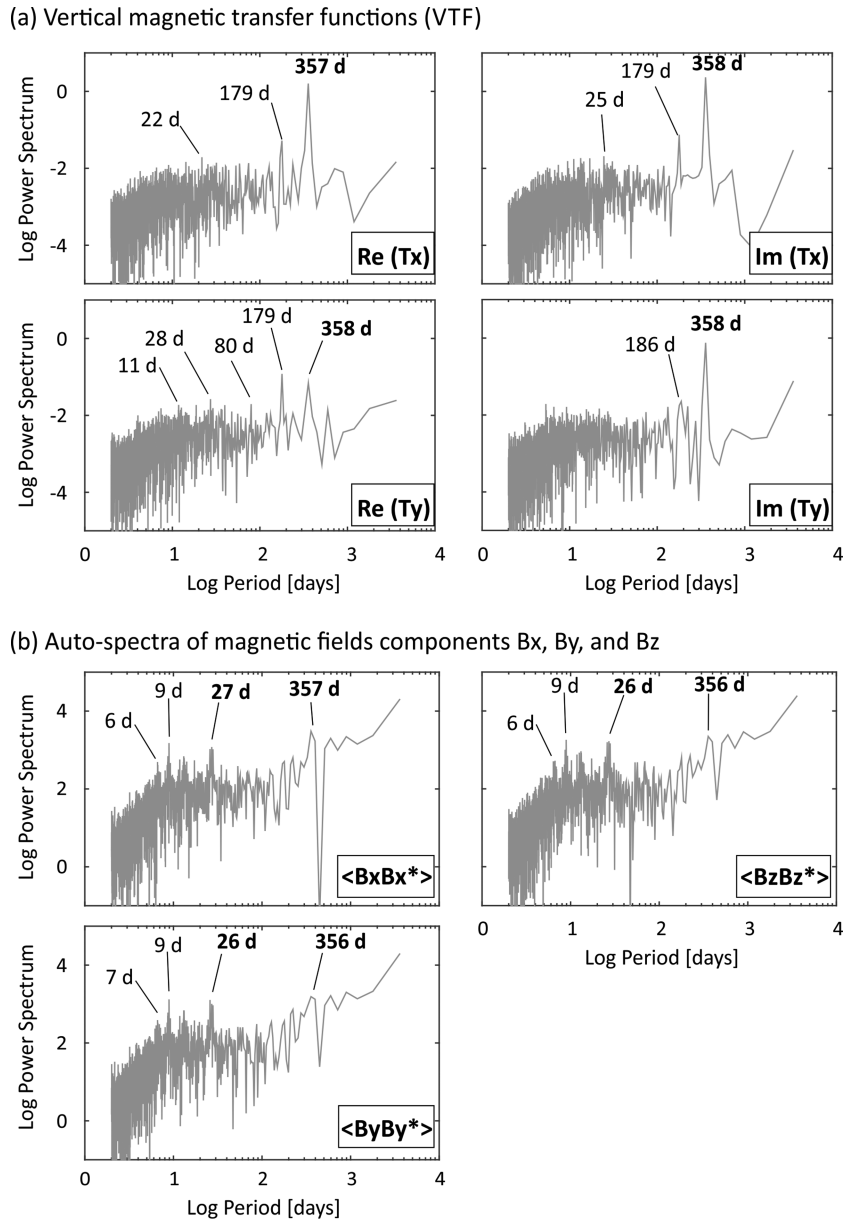 (a) Vertical magnetic transfer functions (VTF)
Log Power Spectrum
0
-2
-4
22 d
179 d
357 d
Re (Tx)
25 d
179 d
358 d
Im (Tx)
Log Power Spectrum
0
-2
-4
11 d
28 d
80 d
179 d
358 d
Re (Ty)
0 1 2 3 4
Log Period [days]
186 d
358 d
Im (Ty)
0 1 2 3 4
Log Period [days]
(b) Auto-spectra of magnetic fields components Bx, By, and Bz
Log Power Spectrum
4
2
0
6 d
9 d
27 d
357 d
<BxBx*>
6 d
9 d
26 d
356 d
<BzBz*>
0 1 2 3 4
Log Period [days]
Log Power Spectrum
4
2
0
7 d
9 d
26 d
356 d
<ByBy*>
0 1 2 3 4
Log Period [days]